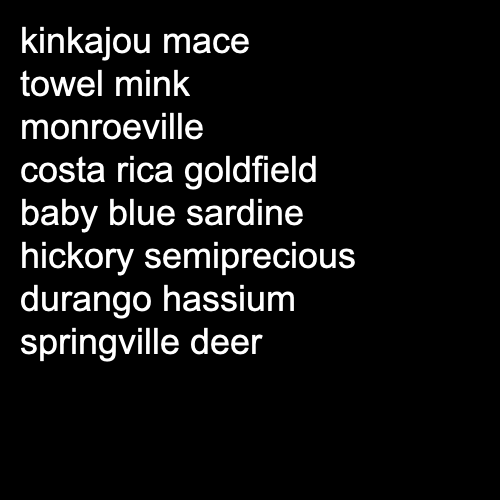 kinkajou mace
towel mink
monroeville
costa rica goldfield
baby blue sardine
hickory semiprecious
durango hassium
springville deer